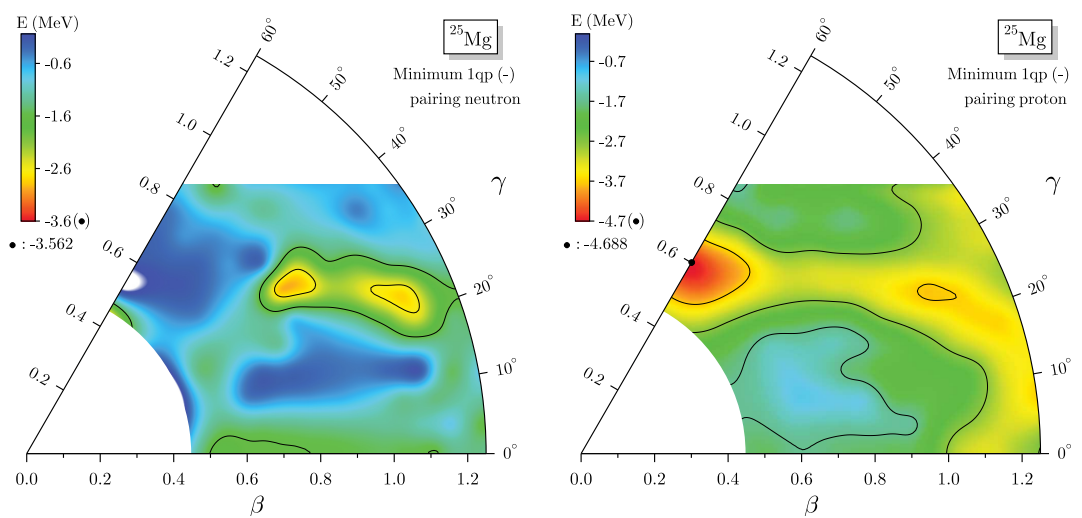 E (MeV)
-0.6
-1.6
-2.6
-3.6(●)
● : -3.562
²⁵Mg
Minimum 1qp (-)
pairing neutron
60°
50°
40°
30°
20°
10°
0°
γ
1.2
1.0
0.8
0.6
0.4
0.2
0.0 0.2 0.4 0.6 0.8 1.0 1.2
β
E (MeV)
-0.7
-1.7
-2.7
-3.7
-4.7(●)
● : -4.688
²⁵Mg
Minimum 1qp (-)
pairing proton
60°
50°
40°
30°
20°
10°
0°
γ
1.2
1.0
0.8
0.6
0.4
0.2
0.0 0.2 0.4 0.6 0.8 1.0 1.2
β